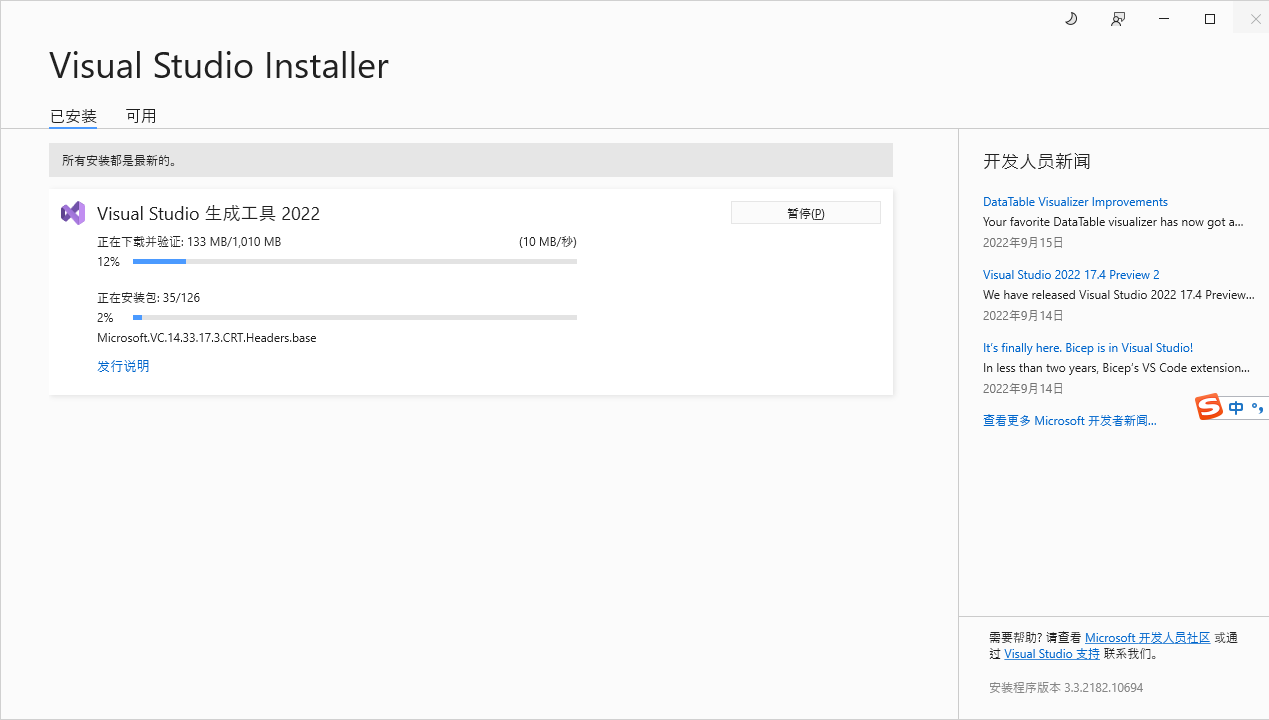 Visual Studio Installer
已安装
可用
所有安装都是最新的。
Visual Studio 生成工具 2022
暂停(P)
正在下载并验证: 133 MB/1,010 MB
(10 MB/秒)
12%
正在安装包: 35/126
2%
Microsoft.VC.14.33.17.3.CRT.Headers.base
发行说明
开发人员新闻
DataTable Visualizer Improvements
Your favorite DataTable visualizer has now got a...
2022年9月15日
Visual Studio 2022 17.4 Preview 2
We have released Visual Studio 2022 17.4 Preview...
2022年9月14日
It's finally here. Bicep is in Visual Studio!
In less than two years, Bicep's VS Code extension...
2022年9月14日
查看更多 Microsoft 开发者新闻...
S 中 °,
需要帮助? 请查看 Microsoft 开发人员社区 或通
过 Visual Studio 支持 联系我们。
安装程序版本 3.3.2182.10694